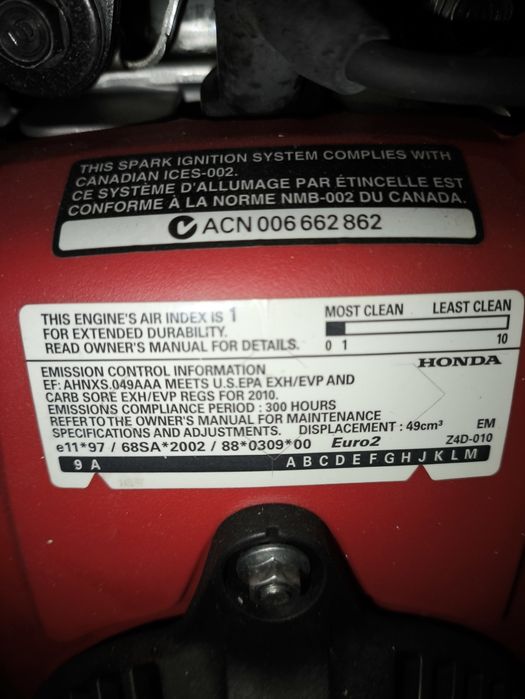 THIS SPARK IGNITION SYSTEM COMPLIES WITH
CANADIAN ICES-002.
CE SYSTÈME D'ALLUMAGE PAR ÉTINCELLE EST
CONFORME À LA NORME NMB-002 DU CANADA.
ACN 006 662 862
THIS ENGINE'S AIR INDEX IS 1
FOR EXTENDED DURABILITY.
READ OWNER'S MANUAL FOR DETAILS.
MOST CLEAN LEAST CLEAN
0 1 10
HONDA
EMISSION CONTROL INFORMATION
EF: AHNXS.049AAA MEETS U.S.EPA EXH/EVP AND
CARB SORE EXH/EVP REGS FOR 2010.
EMISSIONS COMPLIANCE PERIOD : 300 HOURS
REFER TO THE OWNER'S MANUAL FOR MAINTENANCE
SPECIFICATIONS AND ADJUSTMENTS. DISPLACEMENT : 49cm³ EM
e11*97 / 68SA*2002 / 88*0309*00 Euro2 Z4D-010
9 A A B C D E F G H J K L M